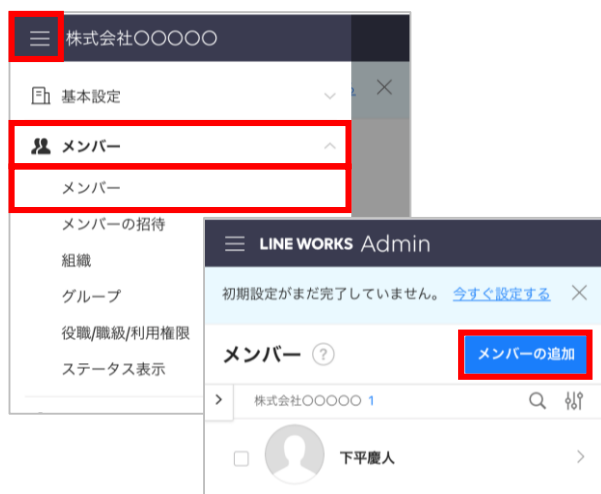 株式会社〇〇〇〇〇
基本設定
メンバー
メンバー
メンバーの招待
組織
グループ
役職/職級/利用権限
ステータス表示
LINE WORKS Admin
初期設定がまだ完了していません。 今すぐ設定する
メンバー ?
メンバーの追加
株式会社〇〇〇〇〇 1
下平慶人